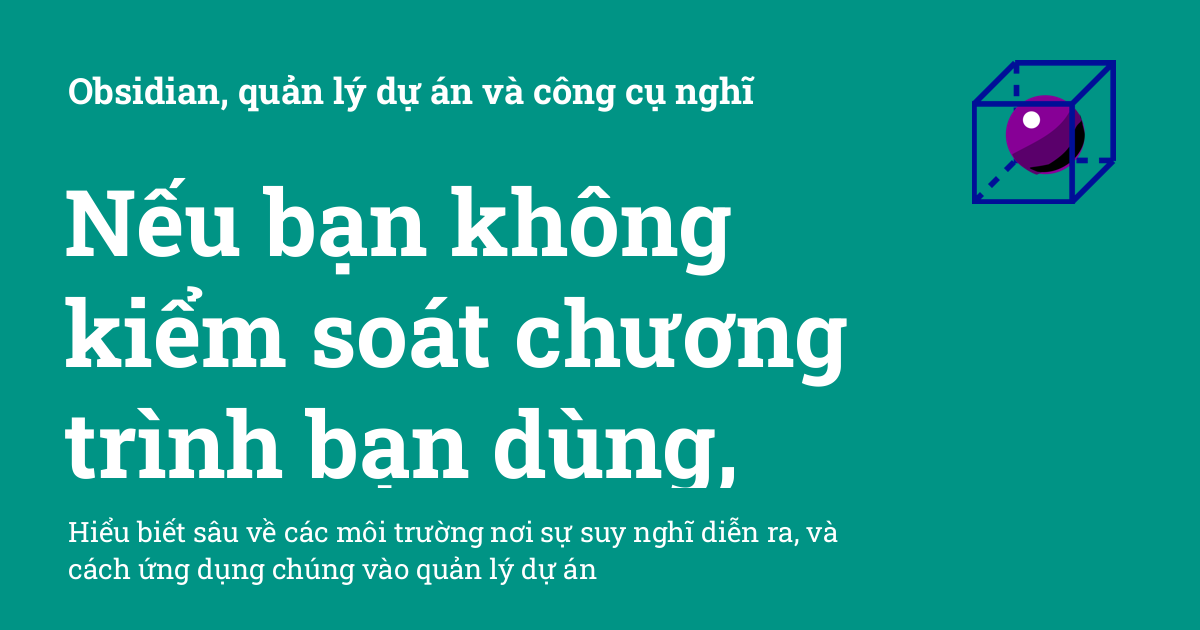 Obsidian, quản lý dự án và công cụ nghĩ
Nếu bạn không
kiểm soát chương
trình bạn dùng,
Hiểu biết sâu về các môi trường nơi sự suy nghĩ diễn ra, và
cách ứng dụng chúng vào quản lý dự án